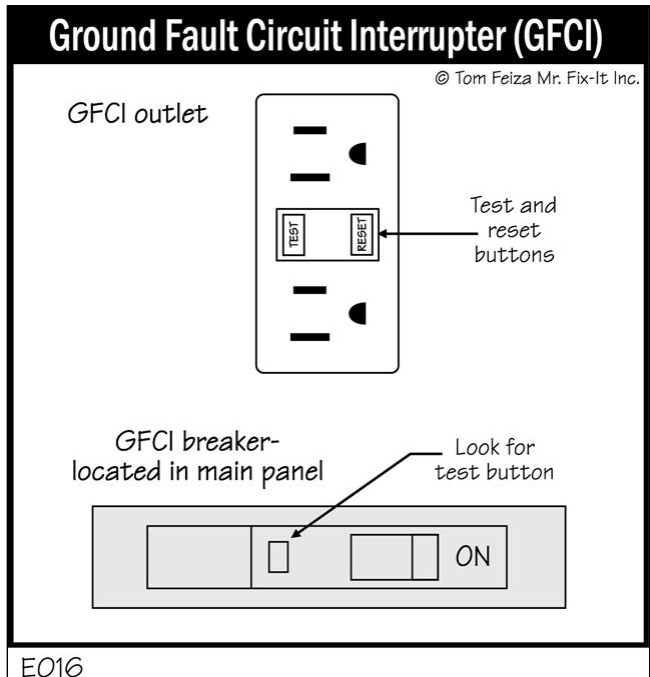 Ground Fault Circuit Interrupter (GFCI)
© Tom Feiza Mr. Fix-It Inc.
GFCI outlet
TEST
RESET
Test and
reset
buttons
GFCI breaker-
located in main panel
Look for
test button
ON
E016